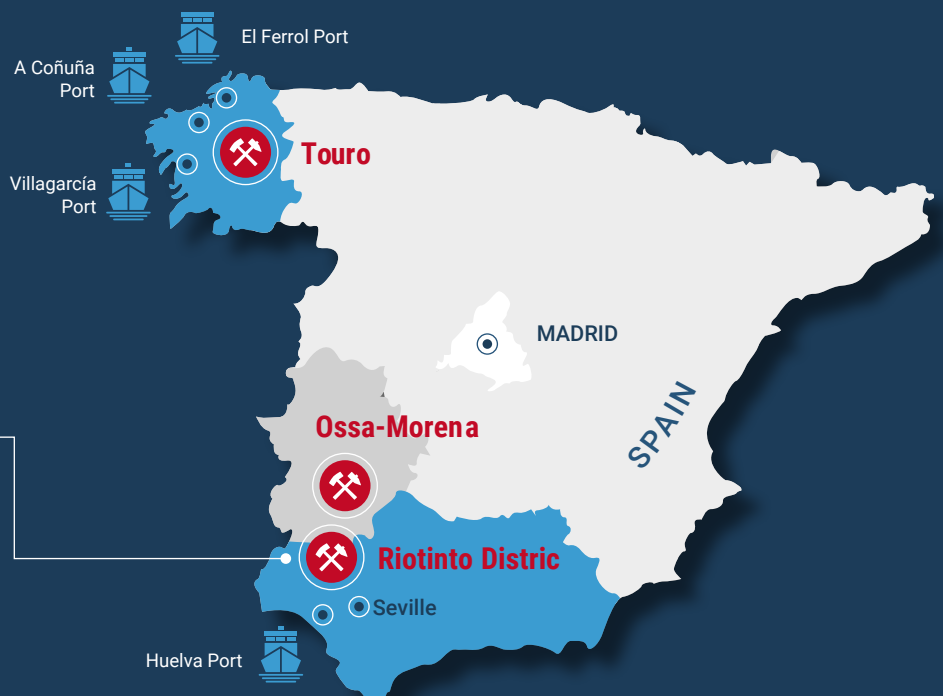 El Ferrol Port
A Coñuña
Port
Touro
Villagarcía
Port
MADRID
SPAIN
Ossa-Morena
Riotinto Distric
Seville
Huelva Port